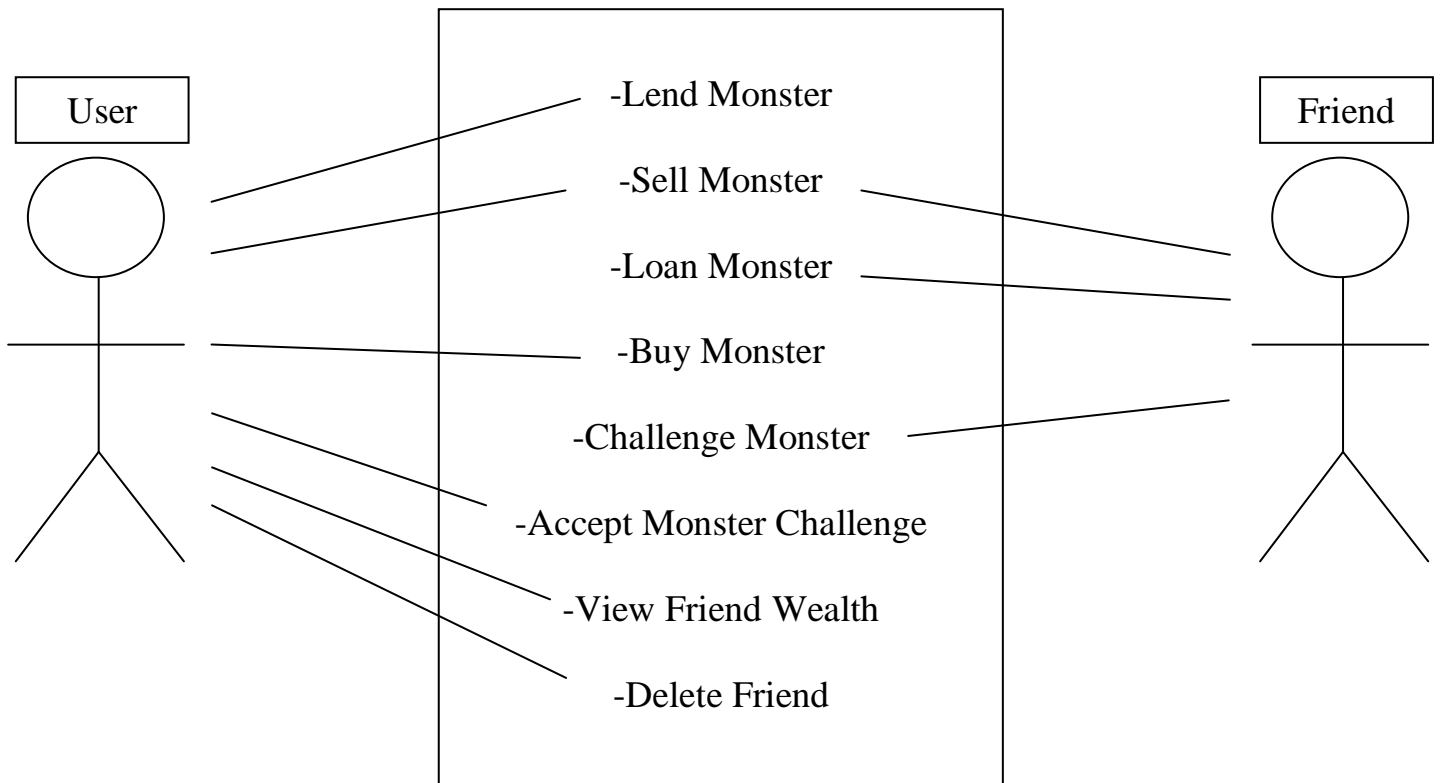 User
Friend
-Lend Monster
-Sell Monster
-Loan Monster
-Buy Monster
-Challenge Monster
-Accept Monster Challenge
-View Friend Wealth
-Delete Friend